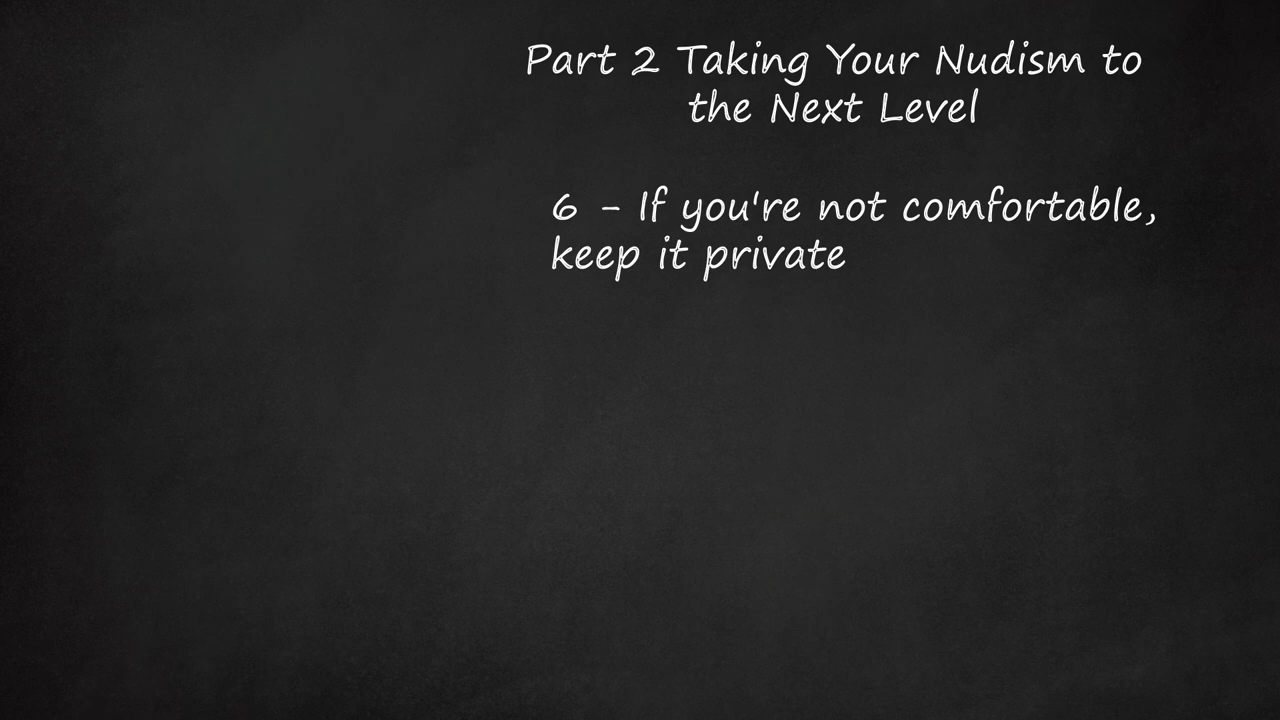 Part 2 Taking Your Nudism to
the Next Level
6 - If you're not comfortable,
keep it private